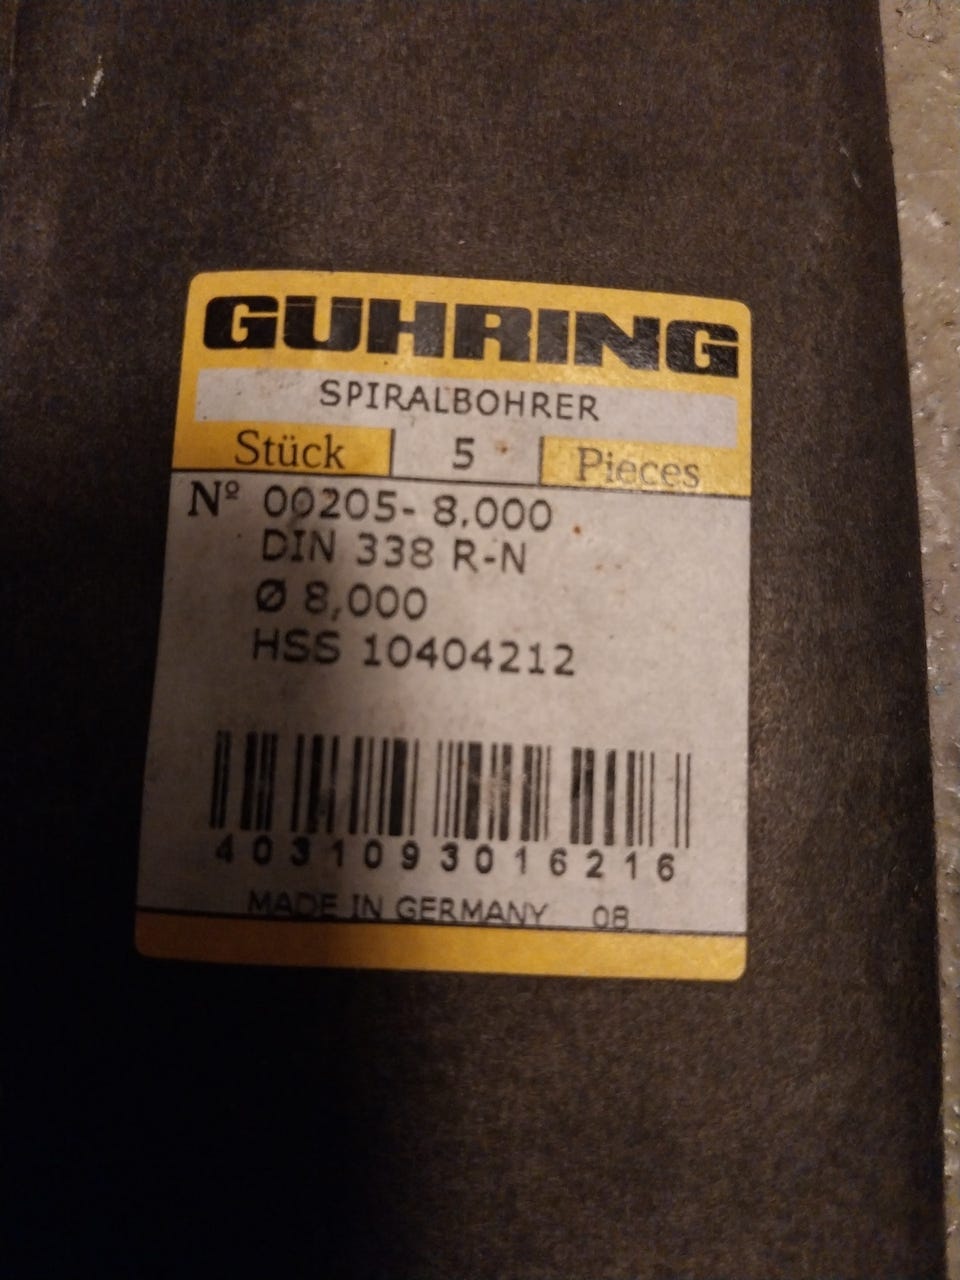 GUHRING
SPIRALBOHRER
Stück 5 Pieces
Nº 00205- 8,000
DIN 338 R-N
Ø 8,000
HSS 10404212
4031093016216
MADE IN GERMANY 08